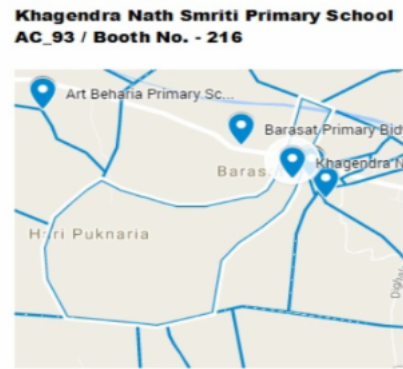 Khagendra Nath Smriti Primary School
AC_93 / Booth No. - 216
Art Beharia Primary Sc...
Barasat Primary Bid
Khagendra N
Baras
Hari Puknaria